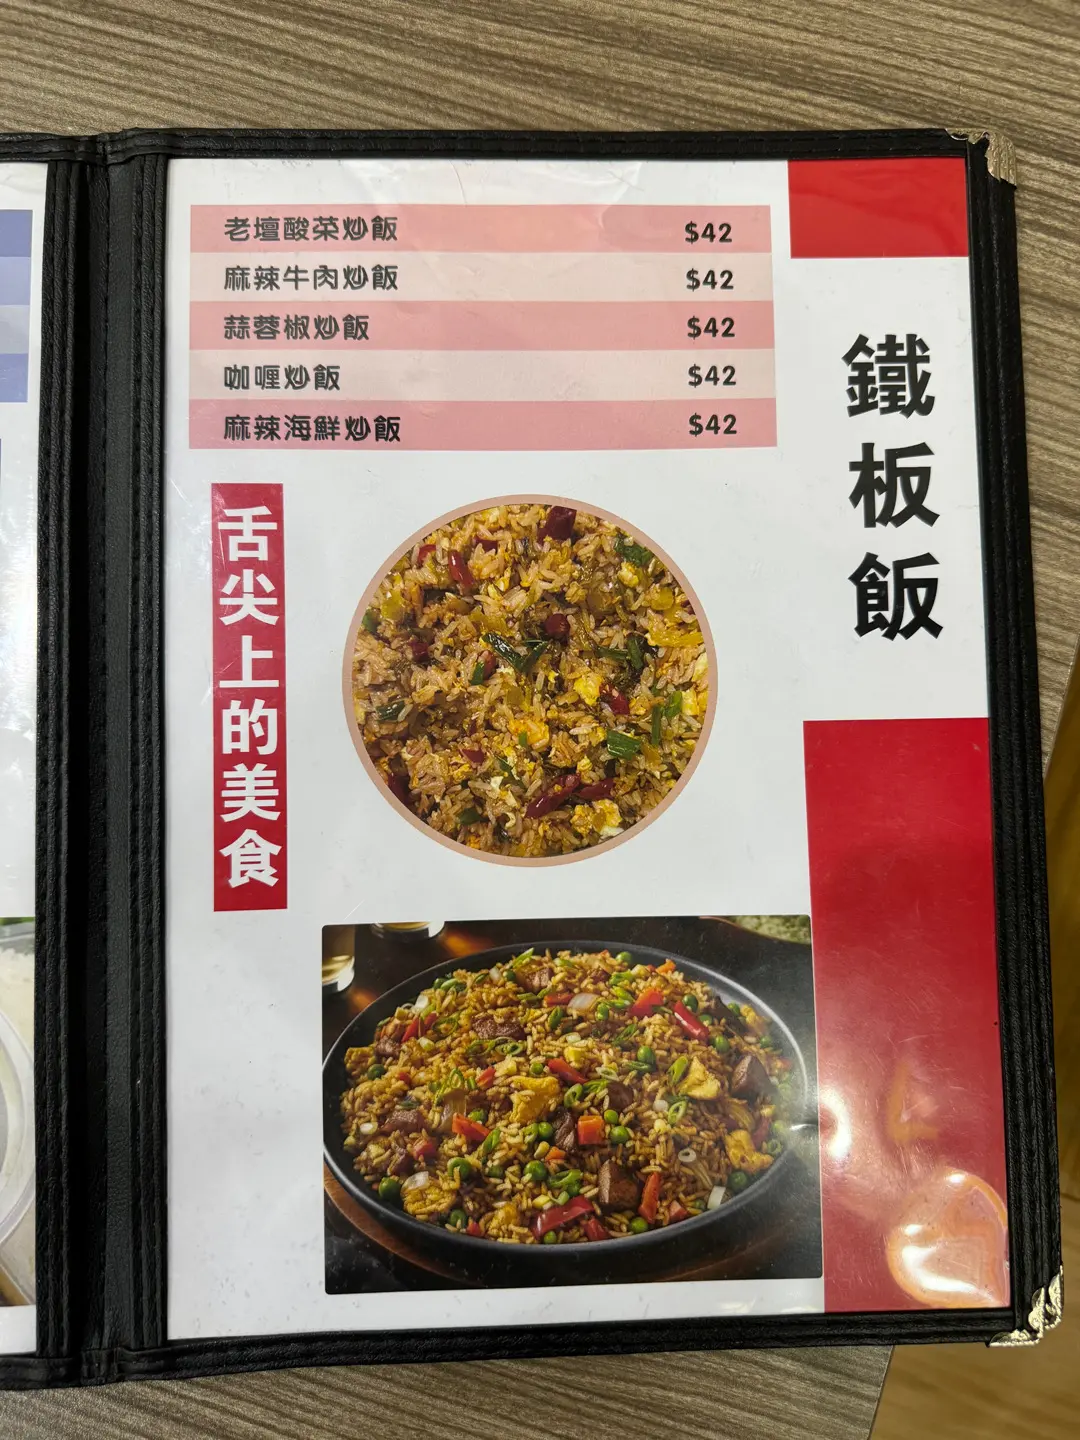 老壇酸菜炒飯 $42
麻辣牛肉炒飯 $42
蒜蓉椒炒飯 $42
咖喱炒飯 $42
麻辣海鮮炒飯 $42
鐵板飯
舌尖上的美食